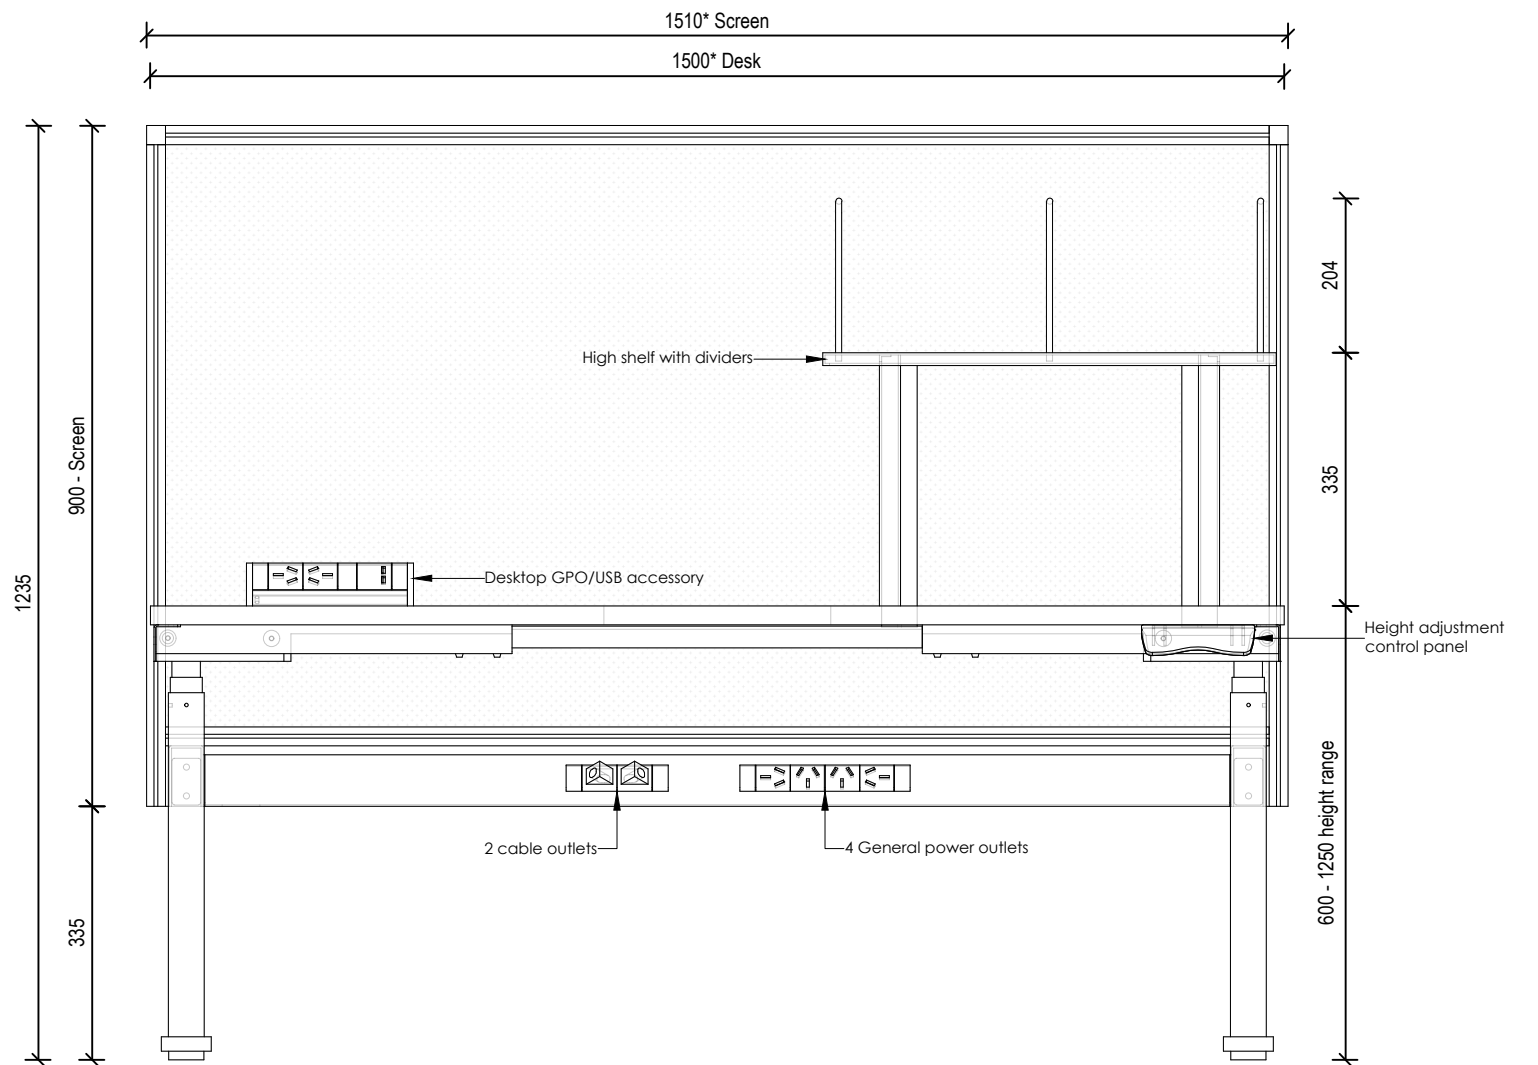 1510* Screen
1500* Desk
204
High shelf with dividers
900 - Screen
335
1235
Desktop GPO/USB accessory
Height adjustment
control panel
600 - 1250 height range
2 cable outlets
4 General power outlets
335